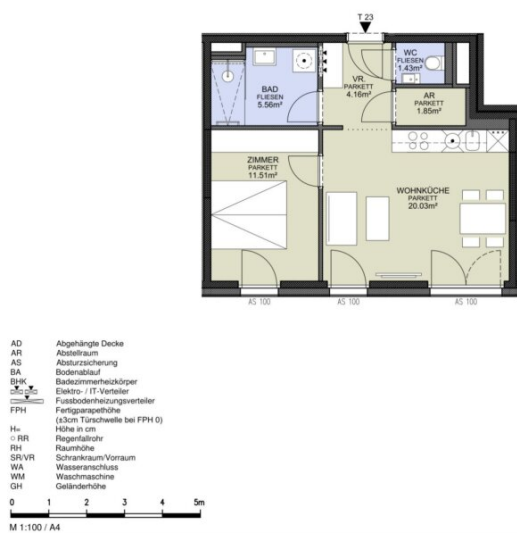 T 23
WC
FLIESEN
1.43m²
VR.
PARKETT
4.16m²
BAD
FLIESEN
5.56m²
AR
PARKETT
1.85m²
ZIMMER
PARKETT
11.51m²
WOHNKÜCHE
PARKETT
20.03m²
AS 100
AS 100
AS 100
AD Abgehängte Decke
AR Abstellraum
AS Absturzsicherung
BA Bodenablauf
BHK Badezimmerheizkörper
Elektro- / IT-Verteiler
Fussbodenheizungsverteiler
FPH Fertigparapethöhe
(±3cm Türschwelle bei FPH 0)
H= Höhe in cm
○ RR Regenfallrohr
RH Raumhöhe
SR/VR Schrankraum/Vorraum
WA Wasseranschluss
WM Waschmaschine
GH Geländerhöhe
0 1 2 3 4 5m
M 1:100 / A4